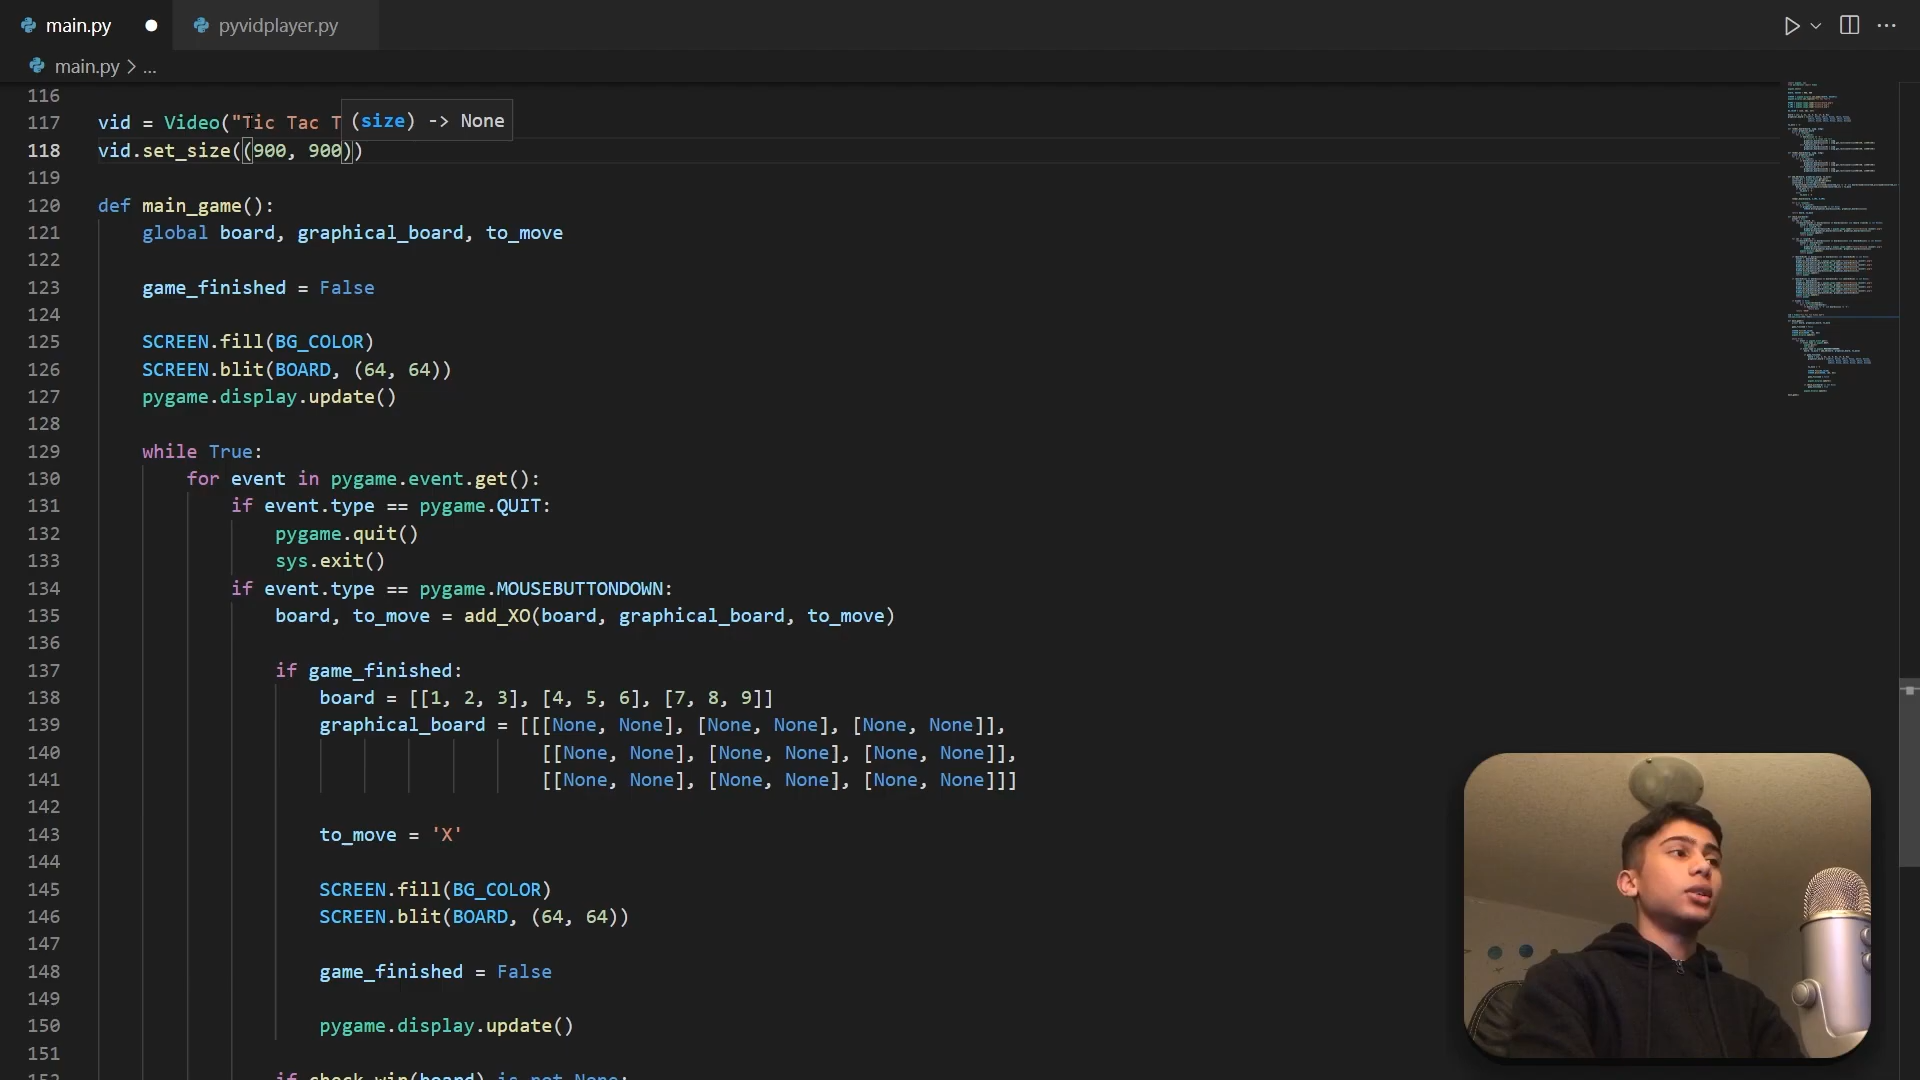 main.py
pyvidplayer.py
main.py > ...
116
117 vid = Video("Tic Tac T
(size) -> None
118 vid.set_size((900, 900))
119
120 def main_game():
121 global board, graphical_board, to_move
122
123 game_finished = False
124
125 SCREEN.fill(BG_COLOR)
126 SCREEN.blit(BOARD, (64, 64))
127 pygame.display.update()
128
129 while True:
130 for event in pygame.event.get():
131 if event.type == pygame.QUIT:
132 pygame.quit()
133 sys.exit()
134 if event.type == pygame.MOUSEBUTTONDOWN:
135 board, to_move = add_XO(board, graphical_board, to_move)
136
137 if game_finished:
138 board = [[1, 2, 3], [4, 5, 6], [7, 8, 9]]
139 graphical_board = [[[None, None], [None, None], [None, None]],
140 [[None, None], [None, None], [None, None]],
141 [[None, None], [None, None], [None, None]]]
142
143 to_move = 'X'
144
145 SCREEN.fill(BG_COLOR)
146 SCREEN.blit(BOARD, (64, 64))
147
148 game_finished = False
149
150 pygame.display.update()
151
152 if check_win(board) is not None: